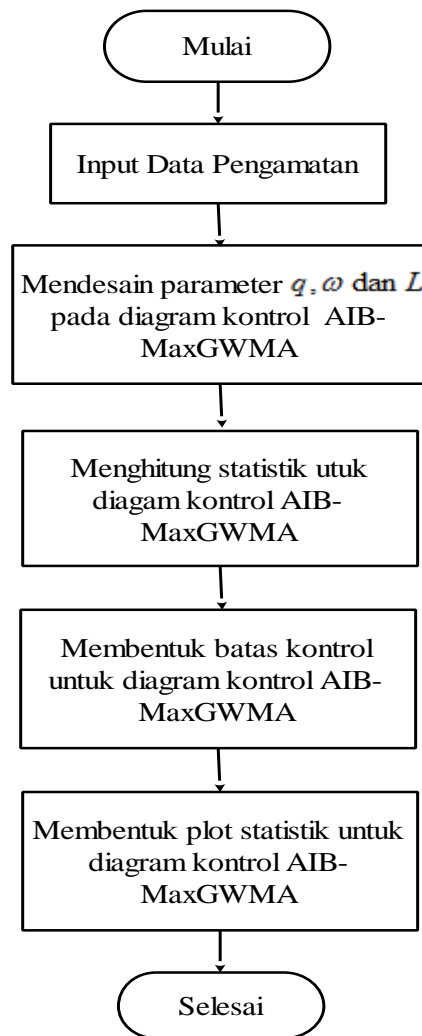 Mulai
Input Data Pengamatan
Mendesain parameter q, ω dan L
pada diagram kontrol AIB-
MaxGWMA
Menghitung statistik utuk
diagam kontrol AIB-
MaxGWMA
Membentuk batas kontrol
untuk diagram kontrol AIB-
MaxGWMA
Membentuk plot statistik untuk
diagram kontrol AIB-
MaxGWMA
Selesai